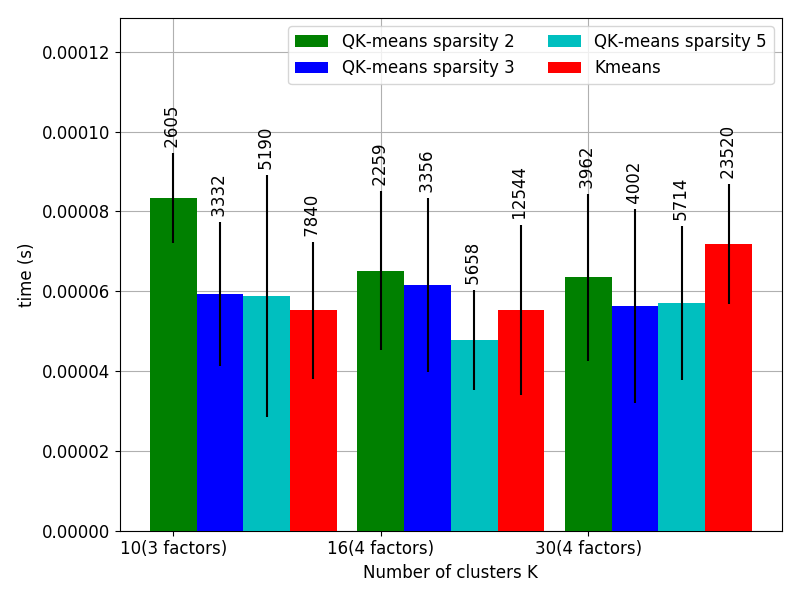 QK-means sparsity 2
QK-means sparsity 3
QK-means sparsity 5
Kmeans
0.00012
0.00010
0.00008
0.00006
0.00004
0.00002
0.00000
time (s)
2605
3332
5190
7840
2259
3356
5658
12544
3962
4002
5714
23520
10(3 factors)
16(4 factors)
30(4 factors)
Number of clusters K